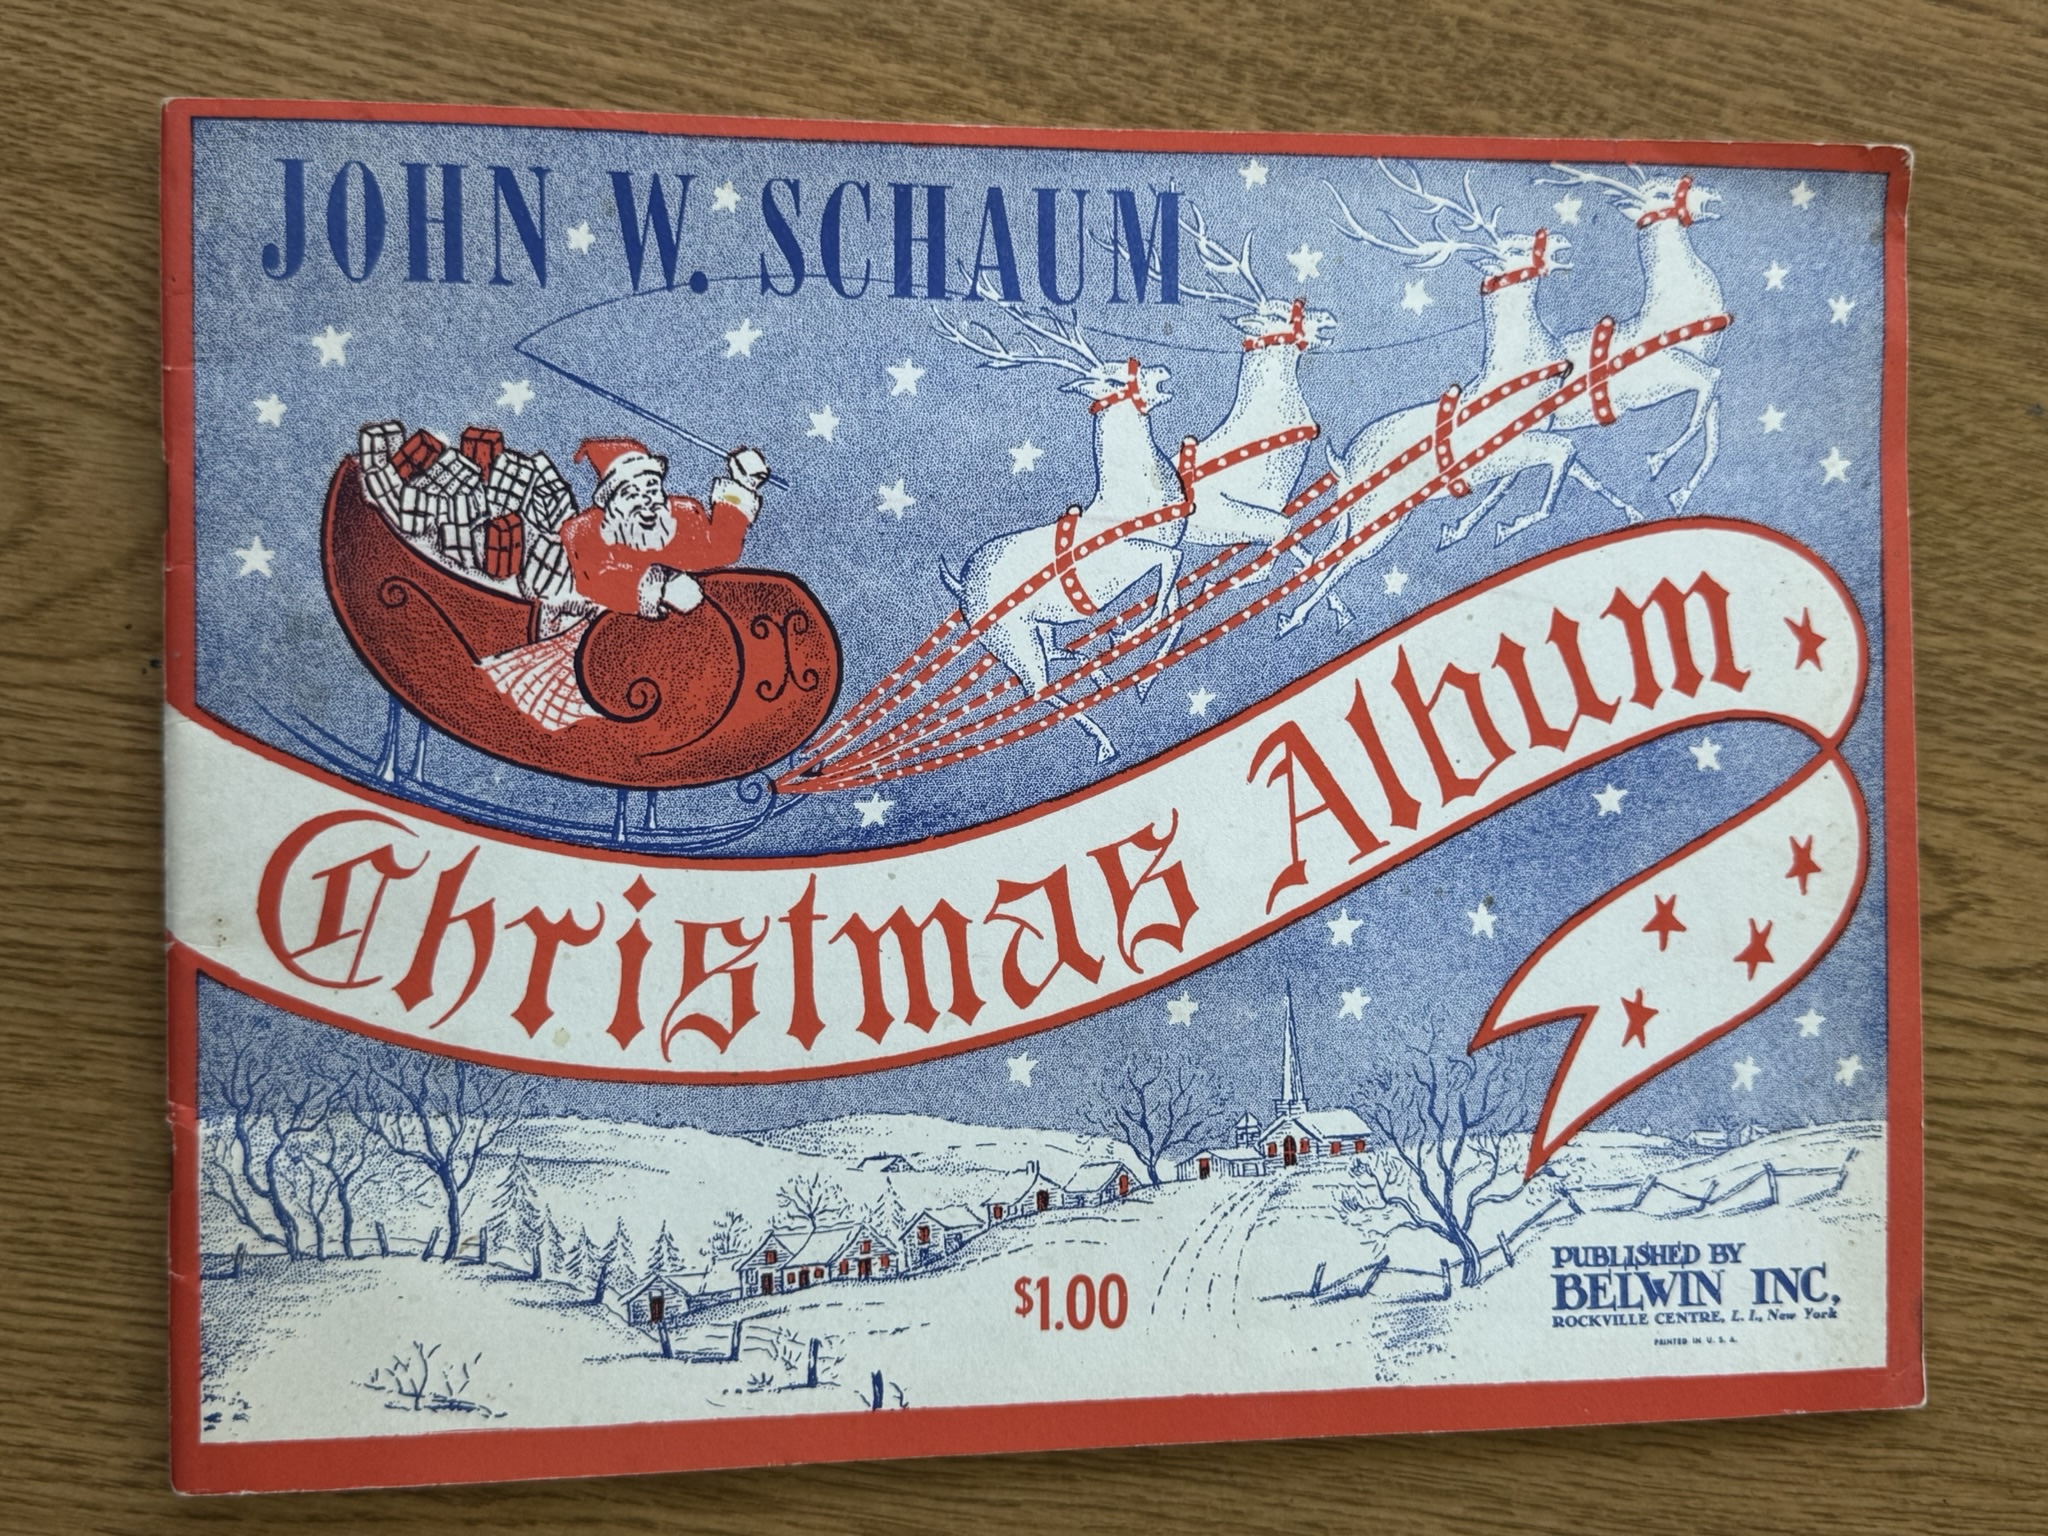 JOHN W. SCHAUM
Christmas Album
$1.00
PUBLISHED BY
BELWIN INC,
ROCKVILLE CENTRE, L. I., New York
PRINTED IN U. S. A.